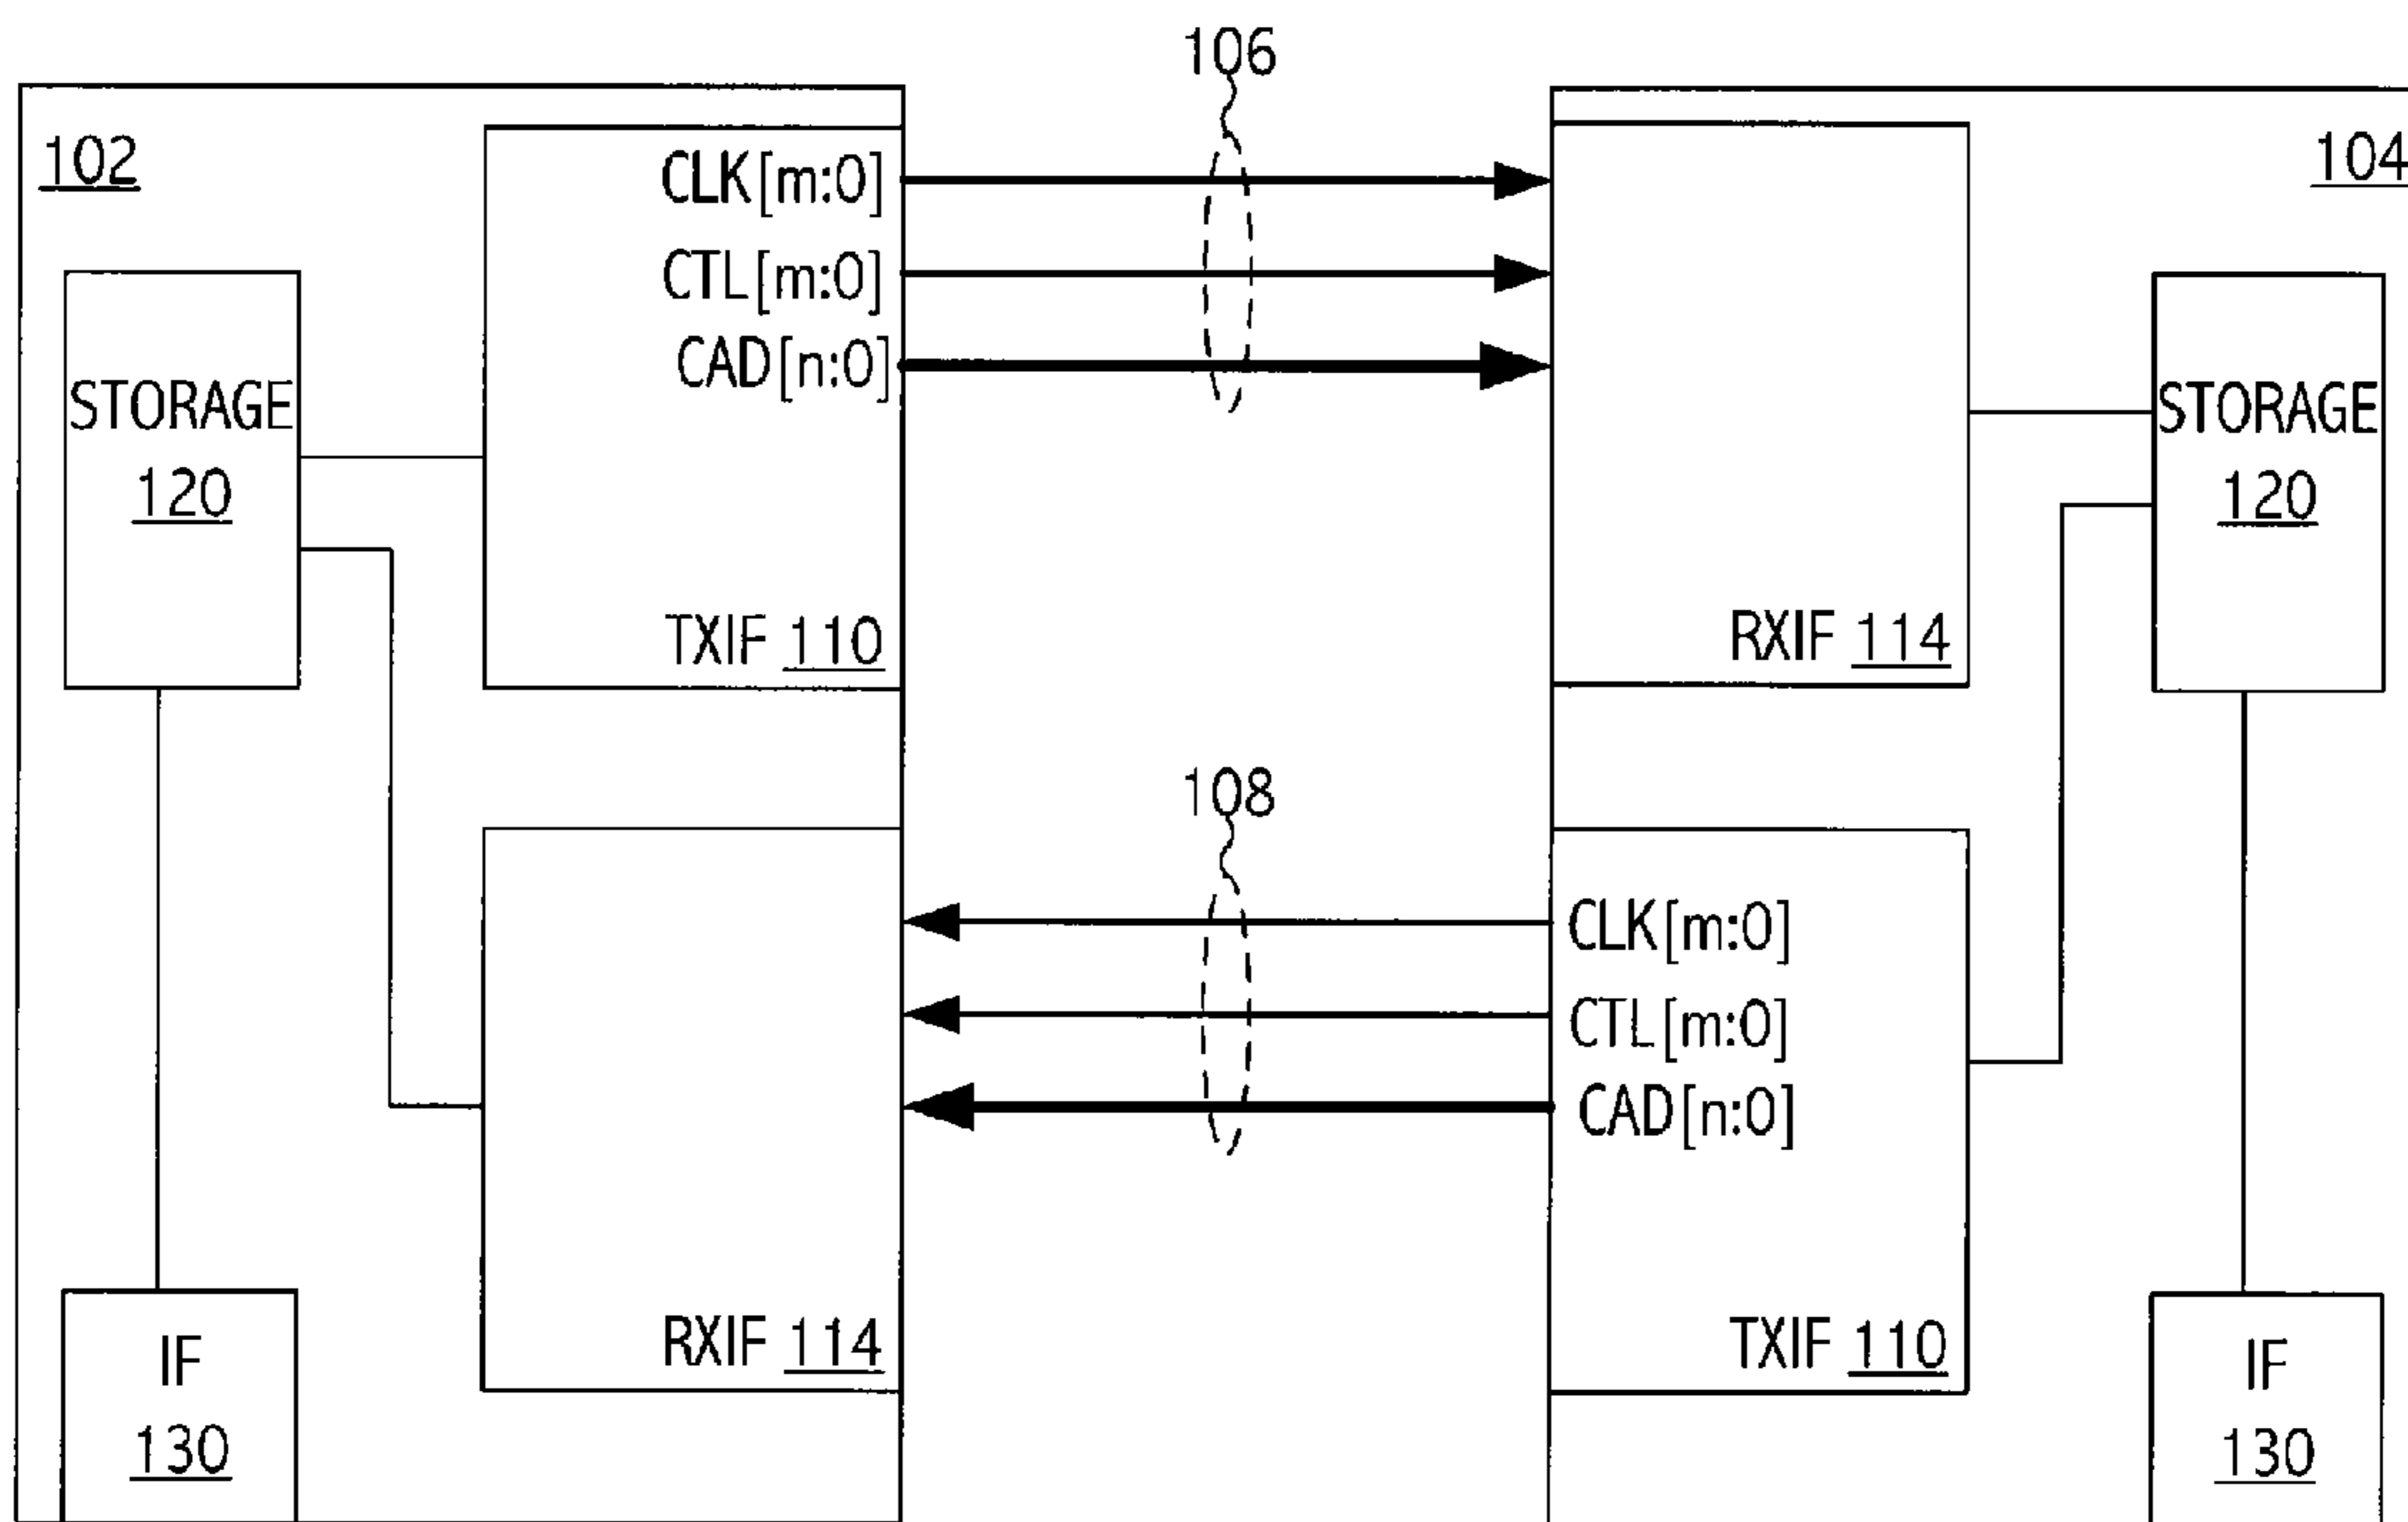 106
102
CLK[m:0]
CTL[m:0]
CAD[n:0]
STORAGE
120
TXIF 110
104
STORAGE
120
RXIF 114
108
CLK[m:0]
CTL[m:0]
CAD[n:0]
RXIF 114
TXIF 110
IF
130
IF
130